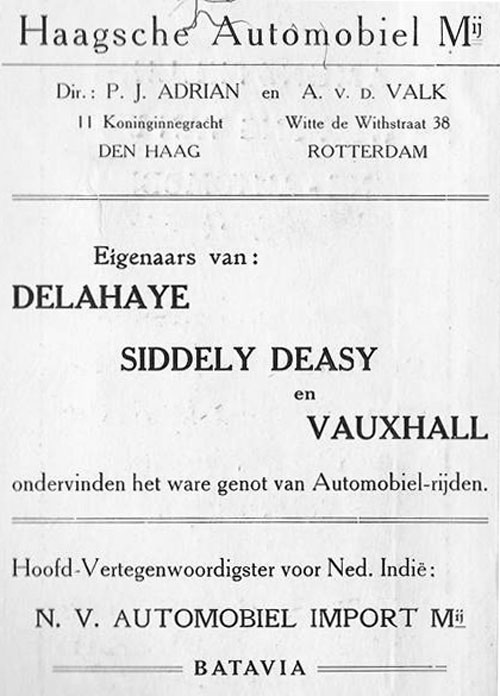 Haagsche Automobiel Mij
Dir.: P. J. ADRIAN en A. V. D. VALK
11 Koninginnegracht Witte de Withstraat 38
DEN HAAG ROTTERDAM
Eigenaars van:
DELAHAYE
SIDDELY DEASY
en
VAUXHALL
ondervinden het ware genot van Automobiel-rijden.
Hoofd-Vertegenwoordigster voor Ned. Indië:
N. V. AUTOMOBIEL IMPORT Mij
BATAVIA